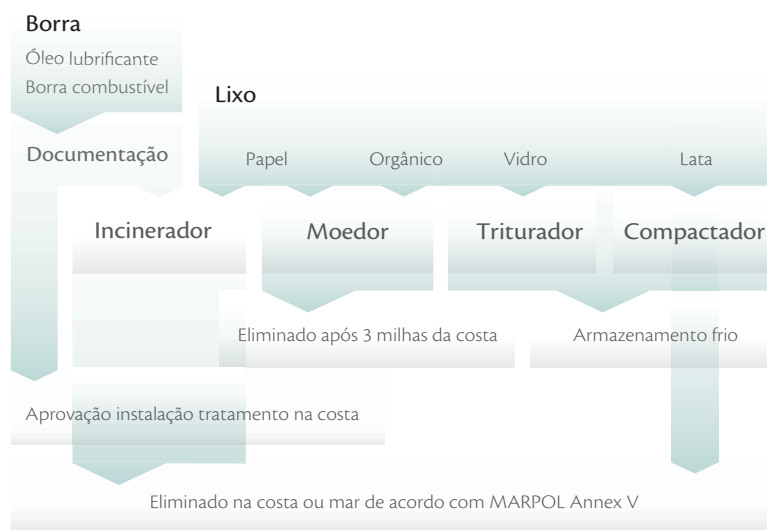 Borra
Óleo lubrificante
Borra combustível
Lixo
Documentação
Papel
Orgânico
Vidro
Lata
Incinerador
Moedor
Triturador
Compactador
Eliminado após 3 milhas da costa
Armazenamento frio
Aprovação instalação tratamento na costa
Eliminado na costa ou mar de acordo com MARPOL Annex V